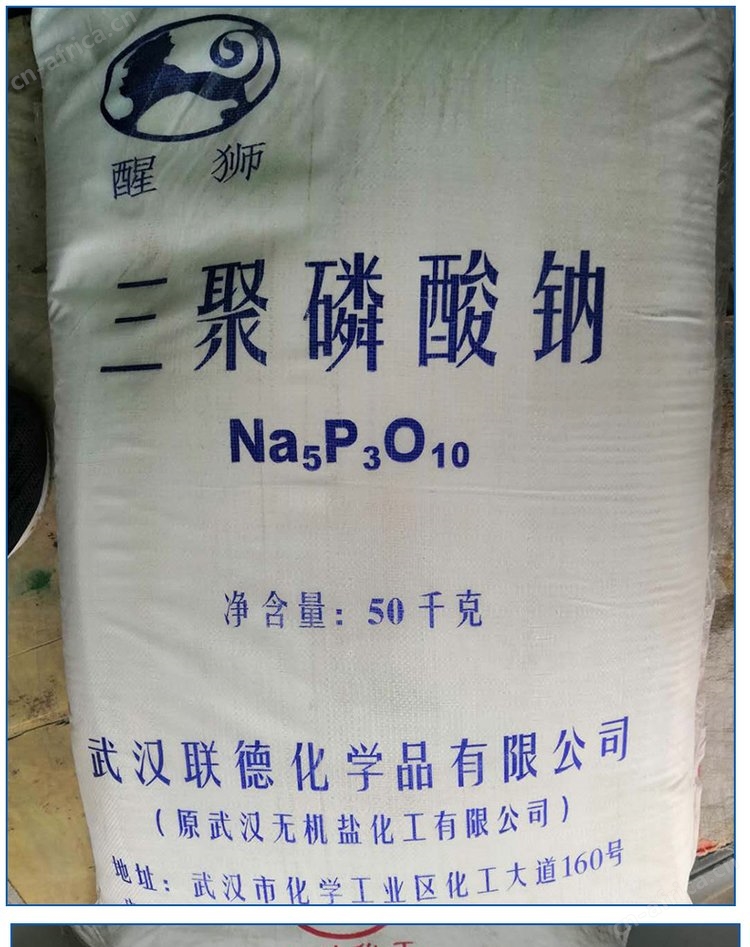 醒狮
三聚磷酸钠
Na₅P₃O₁₀
净含量：50千克
武汉联德化学品有限公司
（原武汉无机盐化工有限公司）
地址：武汉市化学工业区化工大道160号